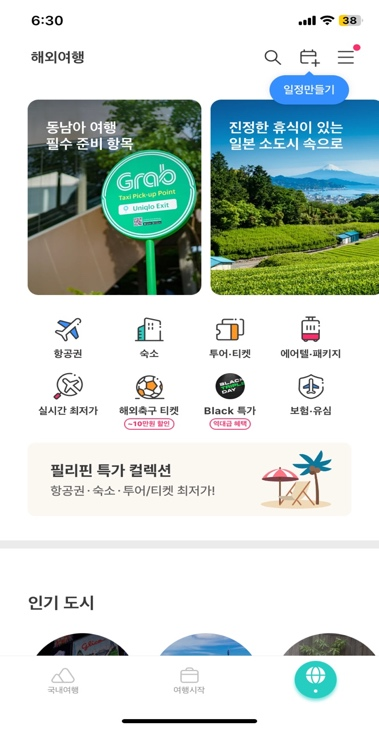 6:30
38
해외여행
일정만들기
동남아 여행
필수 준비 항목
Grab
Taxi Pick-up Point
Uniqlo Exit
진정한 휴식이 있는
일본 소도시 속으로
항공권
숙소
투어·티켓
에어텔·패키지
실시간 최저가
해외축구 티켓
~10만원 할인
BLACK
DAY
Black 특가
역대급 혜택
보험·유심
필리핀 특가 컬렉션
항공권·숙소·투어/티켓 최저가!
인기 도시
국내여행
여행시작